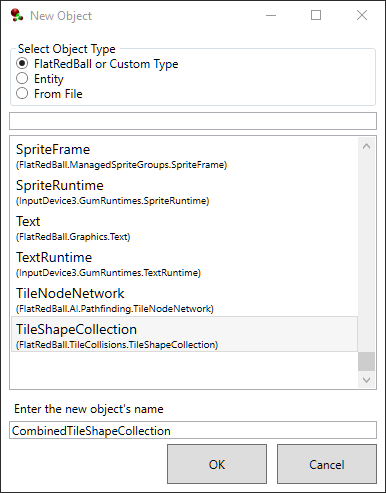 New Object
Select Object Type
FlatRedBall or Custom Type
Entity
From File
SpriteFrame
(FlatRedBall.ManagedSpriteGroups.SpriteFrame)
SpriteRuntime
(InputDevice3.GumRuntimes.SpriteRuntime)
Text
(FlatRedBall.Graphics.Text)
TextRuntime
(InputDevice3.GumRuntimes.TextRuntime)
TileNodeNetwork
(FlatRedBall.AI.Pathfinding.TileNodeNetwork)
TileShapeCollection
(FlatRedBall.TileCollisions.TileShapeCollection)
Enter the new object's name
CombinedTileShapeCollection
OK
Cancel